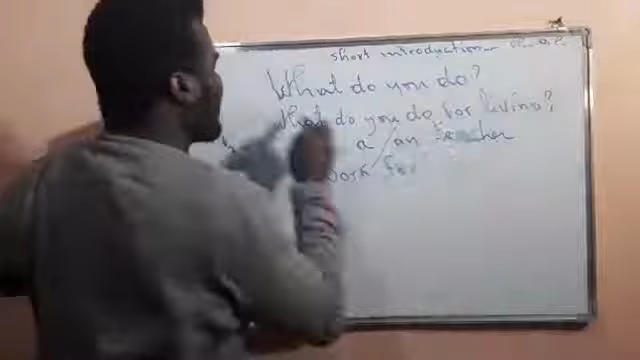 short introduction
What do you do?
What do you do for living?
a / an teacher
work for